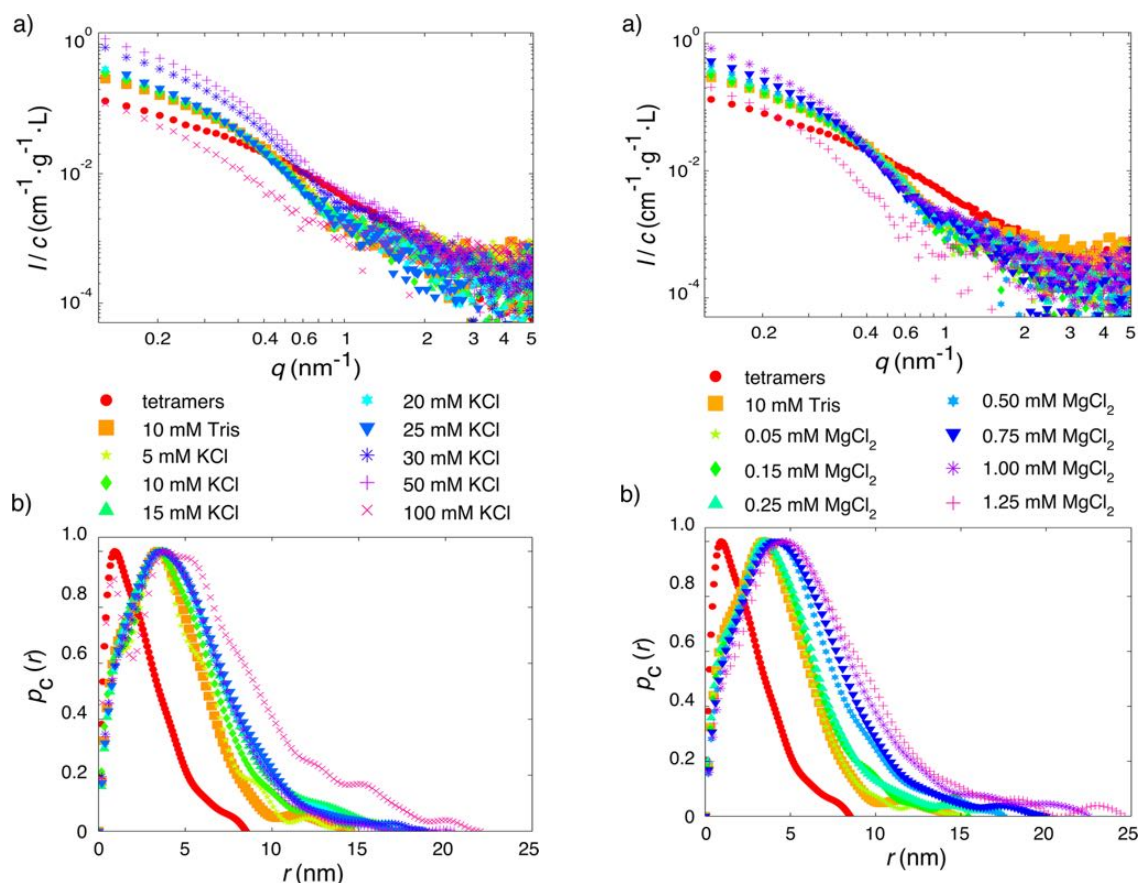 a)
10⁰
10⁻²
10⁻⁴
I / c (cm⁻¹·g⁻¹·L)
0.2 0.4 0.6 1 2 3 4 5
q (nm⁻¹)
tetramers
10 mM Tris
5 mM KCl
10 mM KCl
15 mM KCl
20 mM KCl
25 mM KCl
30 mM KCl
50 mM KCl
100 mM KCl
b)
1.0
0.8
0.6
0.4
0.2
0
p_C (r)
0 5 10 15 20 25
r (nm)
a)
10⁰
10⁻²
10⁻⁴
I / c (cm⁻¹·g⁻¹·L)
0.2 0.4 0.6 1 2 3 4 5
q (nm⁻¹)
tetramers
10 mM Tris
0.05 mM MgCl₂
0.15 mM MgCl₂
0.25 mM MgCl₂
0.50 mM MgCl₂
0.75 mM MgCl₂
1.00 mM MgCl₂
1.25 mM MgCl₂
b)
1.0
0.8
0.6
0.4
0.2
0
p_C (r)
0 5 10 15 20 25
r (nm)